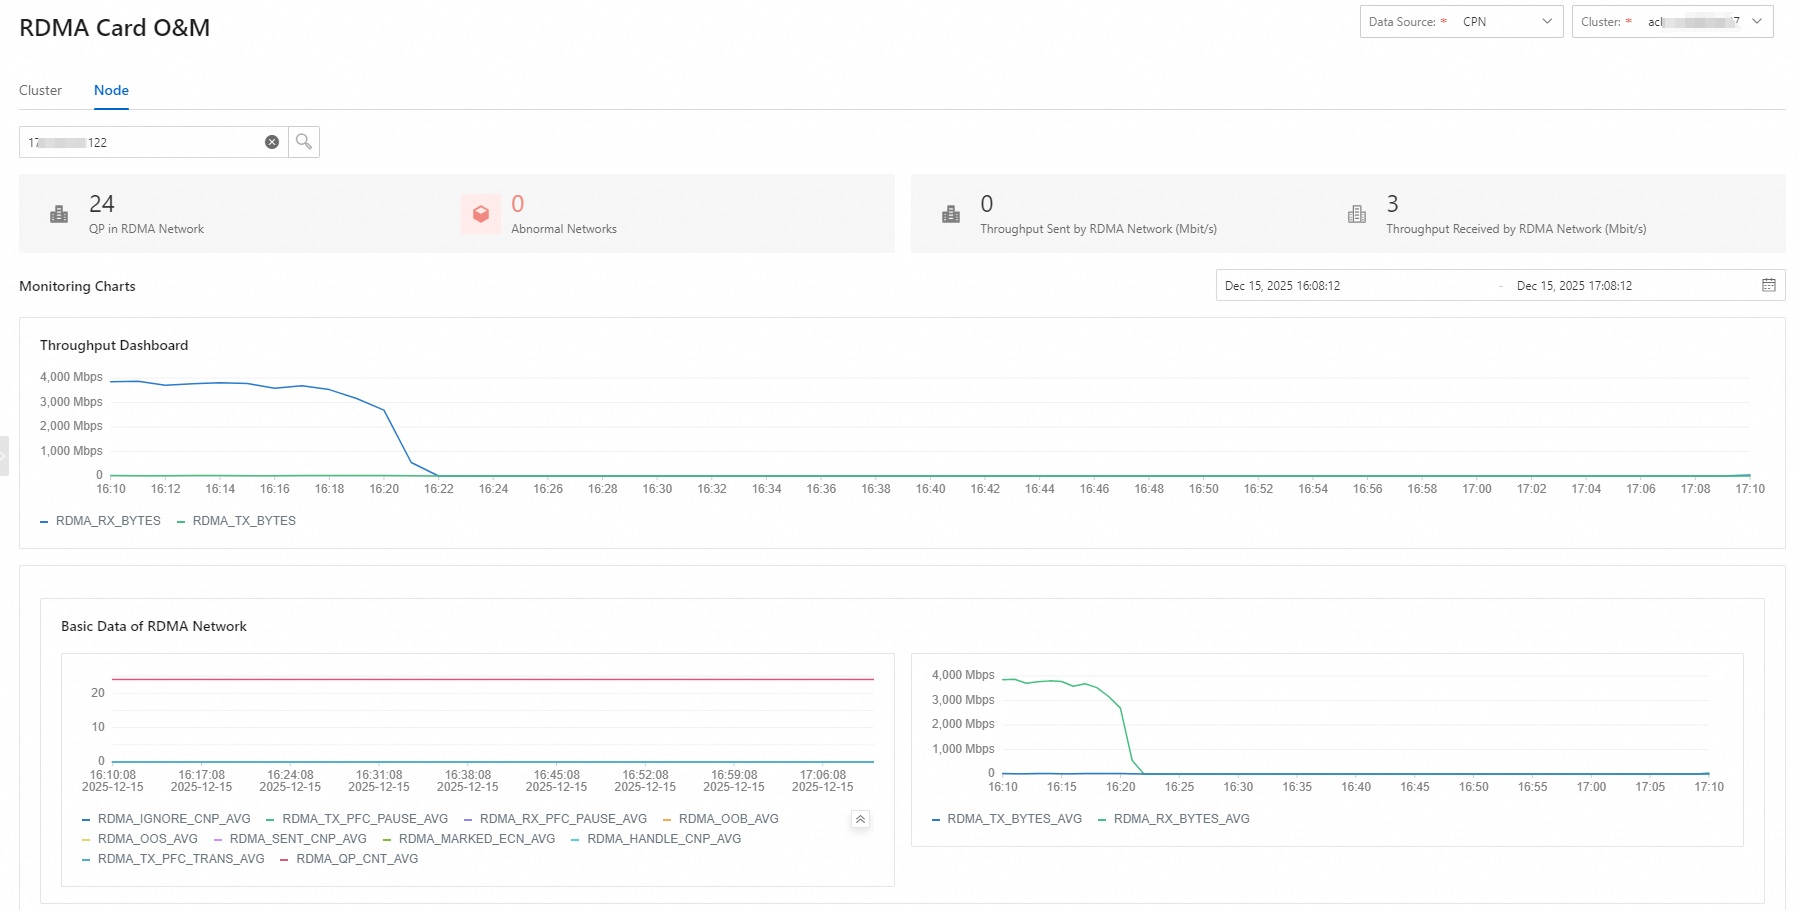 RDMA Card O&M
Data Source: * CPN
Cluster: *
Cluster Node
122
24
QP in RDMA Network
0
Abnormal Networks
0
Throughput Sent by RDMA Network (Mbit/s)
3
Throughput Received by RDMA Network (Mbit/s)
Monitoring Charts
Dec 15, 2025 16:08:12 - Dec 15, 2025 17:08:12
Throughput Dashboard
4,000 Mbps
3,000 Mbps
2,000 Mbps
1,000 Mbps
0
16:10 16:12 16:14 16:16 16:18 16:20 16:22 16:24 16:26 16:28 16:30 16:32 16:34 16:36 16:38 16:40 16:42 16:44 16:46 16:48 16:50 16:52 16:54 16:56 16:58 17:00 17:02 17:04 17:06 17:08 17:10
RDMA_RX_BYTES RDMA_TX_BYTES
Basic Data of RDMA Network
20
10
0
16:10:08 16:17:08 16:24:08 16:31:08 16:38:08 16:45:08 16:52:08 16:59:08 17:06:08
2025-12-15 2025-12-15 2025-12-15 2025-12-15 2025-12-15 2025-12-15 2025-12-15 2025-12-15 2025-12-15
RDMA_IGNORE_CNP_AVG RDMA_TX_PFC_PAUSE_AVG RDMA_RX_PFC_PAUSE_AVG RDMA_OOB_AVG
RDMA_OOS_AVG RDMA_SENT_CNP_AVG RDMA_MARKED_ECN_AVG RDMA_HANDLE_CNP_AVG
RDMA_TX_PFC_TRANS_AVG RDMA_QP_CNT_AVG
4,000 Mbps
3,000 Mbps
2,000 Mbps
1,000 Mbps
0
16:10 16:15 16:20 16:25 16:30 16:35 16:40 16:45 16:50 16:55 17:00 17:05 17:10
RDMA_TX_BYTES_AVG RDMA_RX_BYTES_AVG